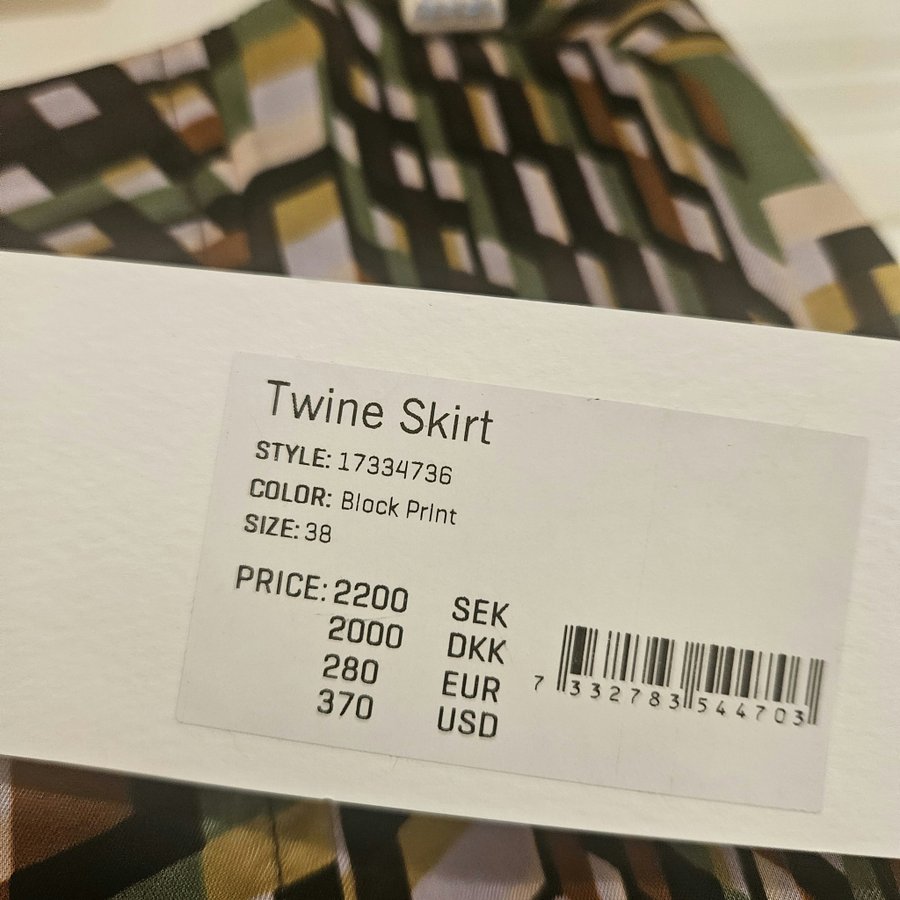 Twine Skirt
STYLE: 17334736
COLOR: Block Print
SIZE: 38
PRICE: 2200 SEK
2000 DKK
280 EUR
370 USD
7 332783 544703